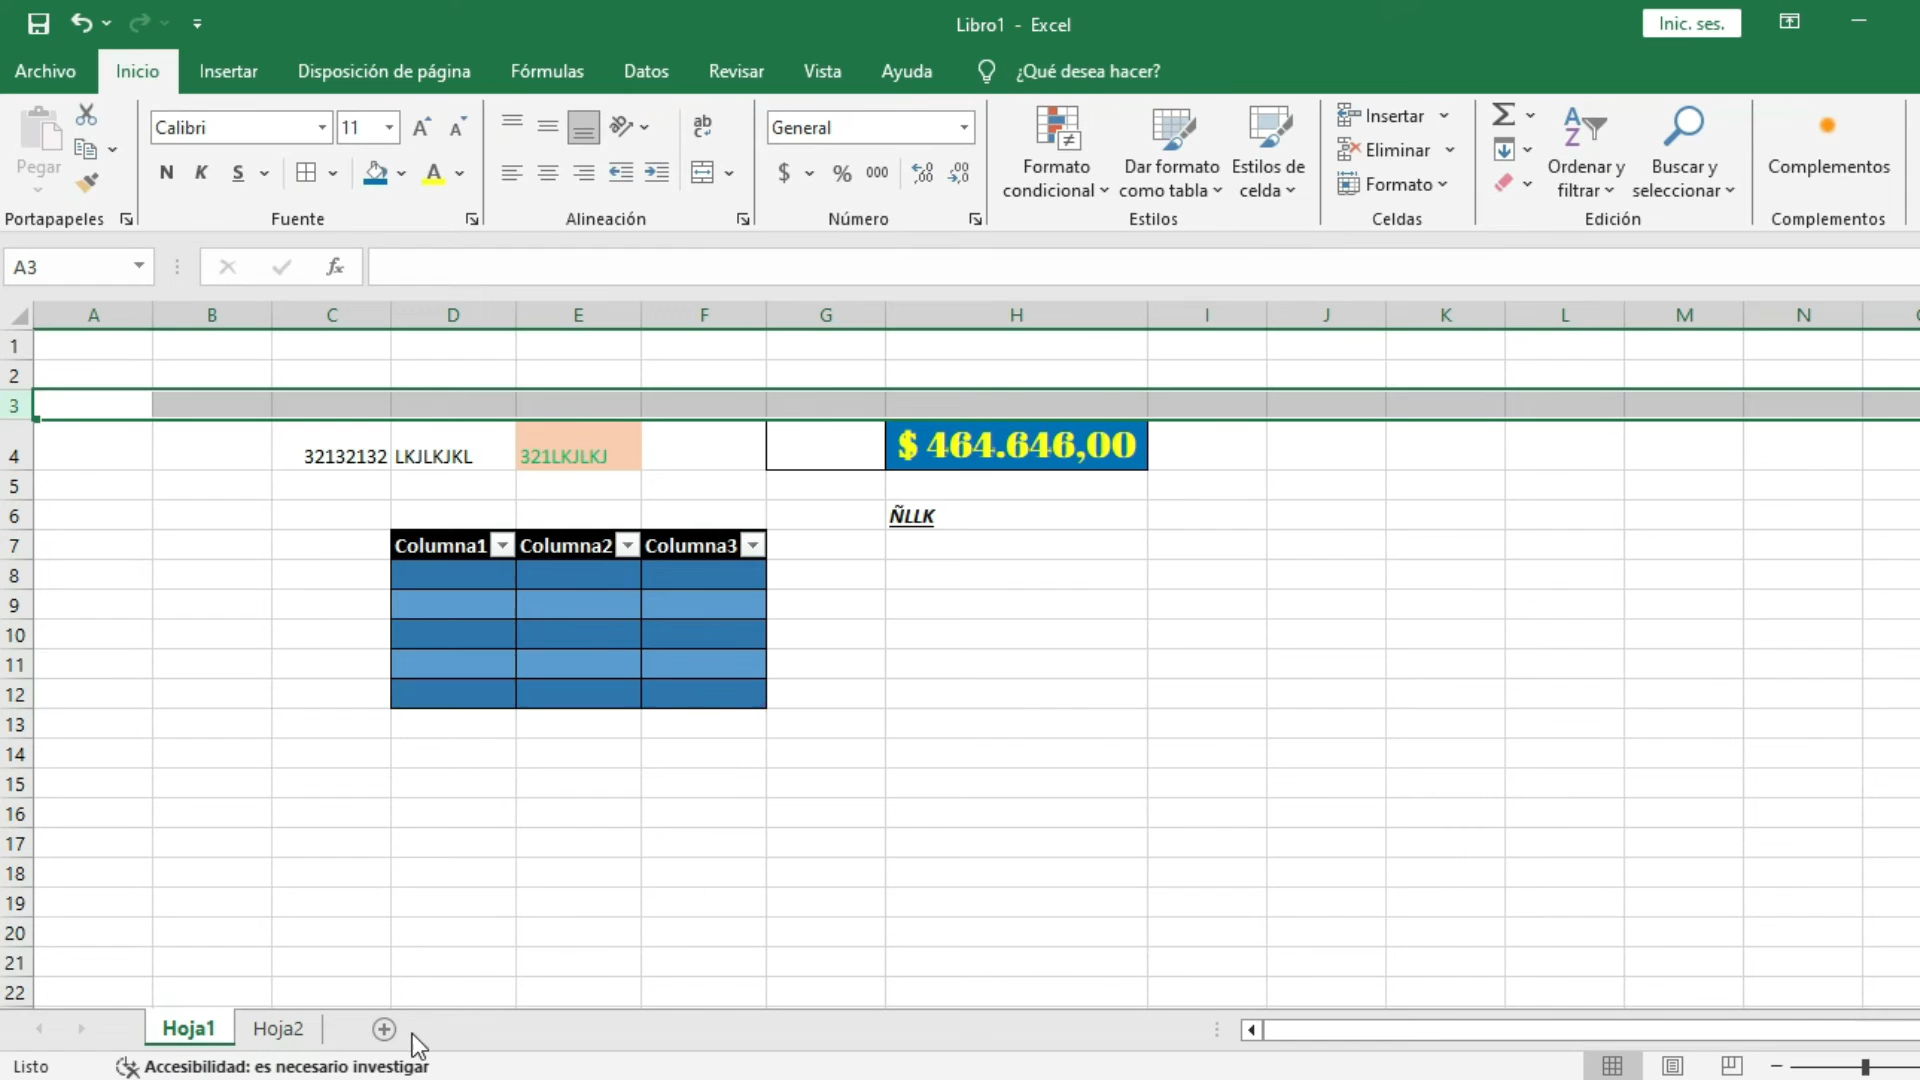 Libro1 - Excel
Inic. ses.
Archivo Inicio Insertar Disposición de página Fórmulas Datos Revisar Vista Ayuda ¿Qué desea hacer?
Pegar
Calibri 11
General
N K S
$ % 000
Formato condicional
Dar formato como tabla
Estilos de celda
Insertar
Eliminar
Formato
Ordenar y filtrar
Buscar y seleccionar
Complementos
Portapapeles Fuente Alineación Número Estilos Celdas Edición Complementos
A3 fx
A B C D E F G H I J K L M N
1
2
3
4 32132132 LKJLKJKL 321LKJLKJ $ 464.646,00
5
6 ÑLLK
7 Columna1 Columna2 Columna3
8
9
10
11
12
13
14
15
16
17
18
19
20
21
22
Hoja1 Hoja2
Listo Accesibilidad: es necesario investigar